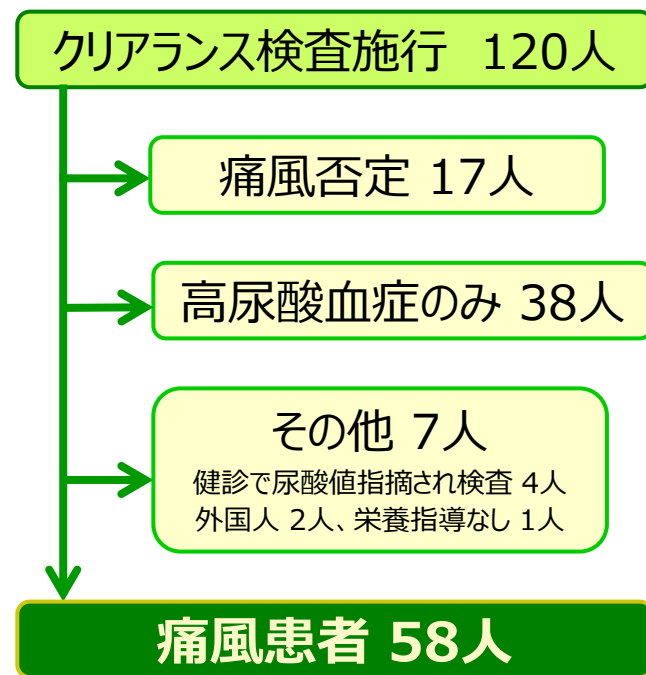 クリアランス検査施行 120人
痛風否定 17人
高尿酸血症のみ 38人
その他 7人
健診で尿酸値指摘され検査 4人
外国人 2人、栄養指導なし 1人
痛風患者 58人